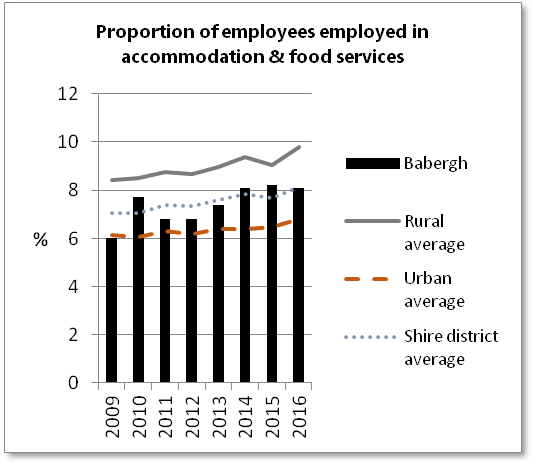 Proportion of employees employed in
accommodation & food services
12
10
8
6
4
2
0
%
2009
2010
2011
2012
2013
2014
2015
2016
Babergh
Rural
average
Urban
average
Shire district
average